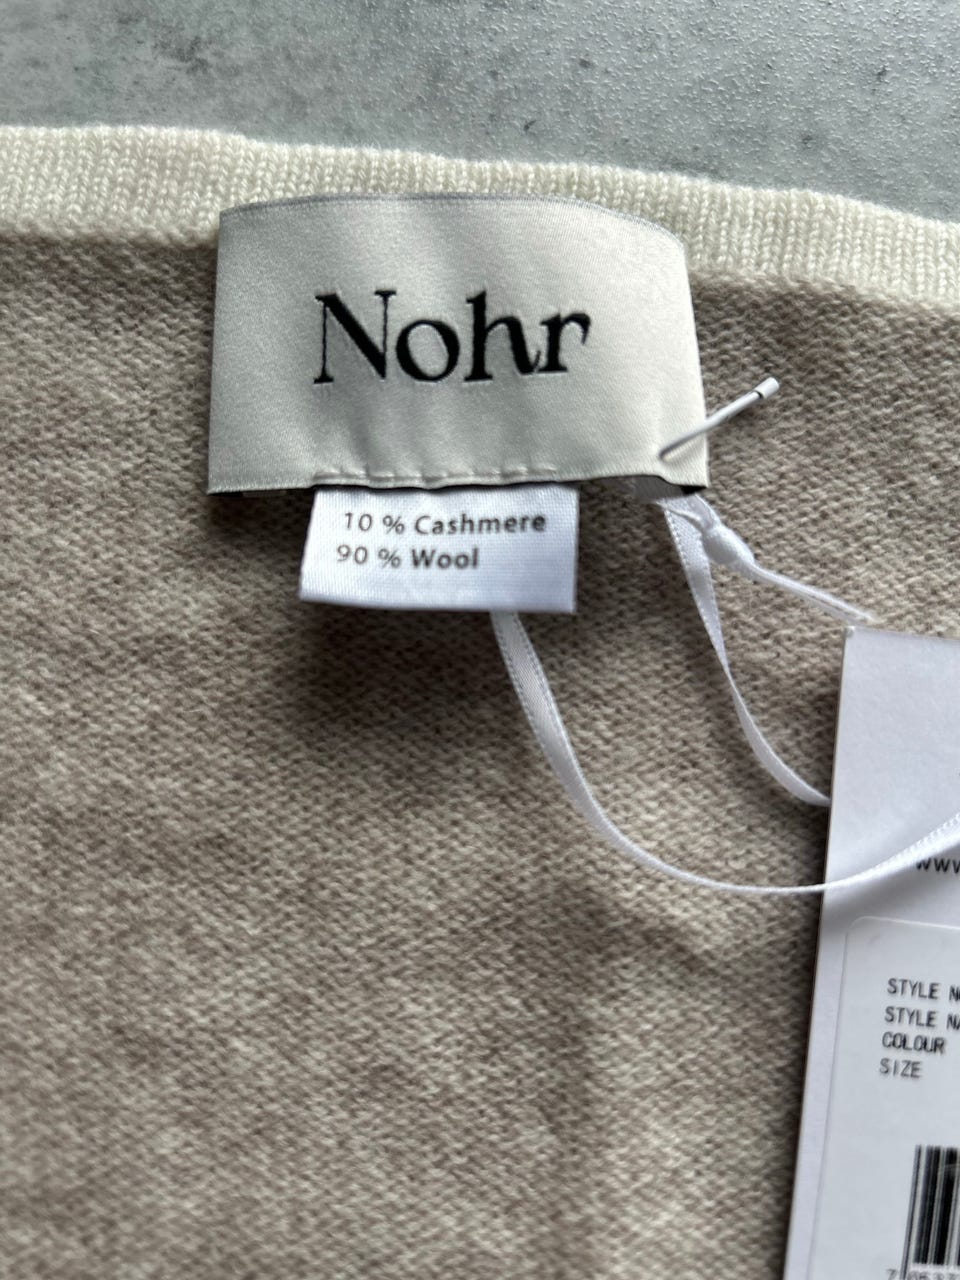 Nohr
10 % Cashmere
90 % Wool
STYLE
STYLE
COLOUR
SIZE